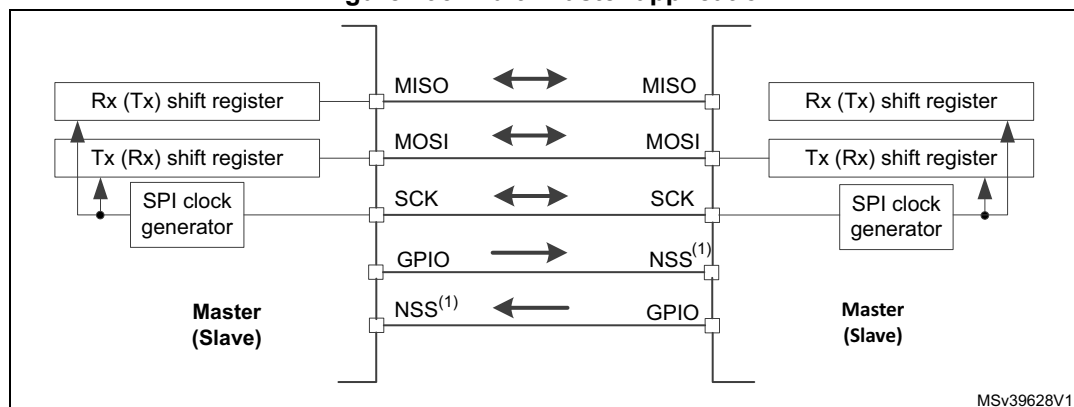 MISO MISO
Rx (Tx) shift register Rx (Tx) shift register
MOSI MOSI
Tx (Rx) shift register Tx (Rx) shift register
SCK SCK
SPI clock generator SPI clock generator
GPIO NSS(1)
NSS(1) GPIO
Master Master
(Slave) (Slave)
MSv39628V1